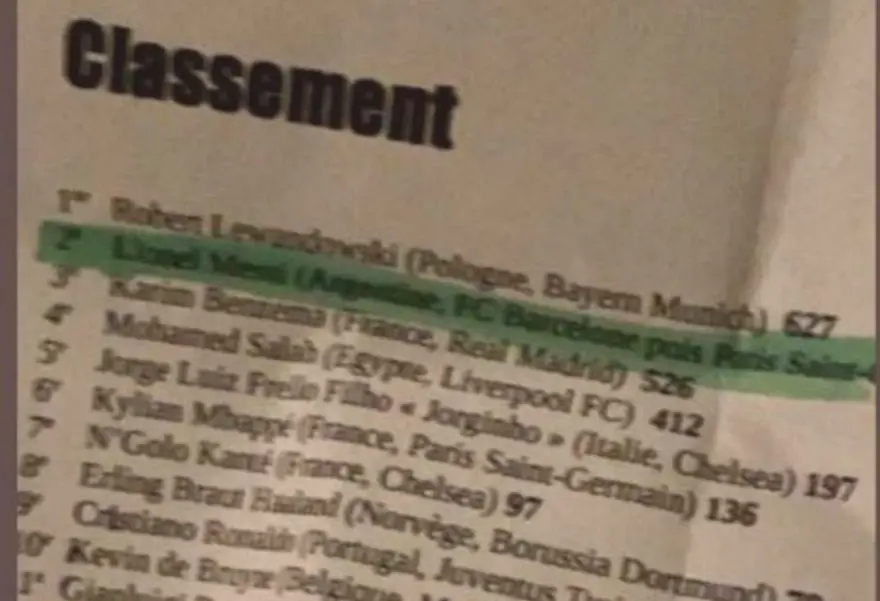 Classement
1er Robert Lewandowski (Pologne, Bayern Munich) 627
2e Lionel Messi (Argentine, FC Barcelone puis Paris Saint-
3e Karim Benzema (France, Real Madrid) 526
4e Mohamed Salah (Egypte, Liverpool FC) 412
5e Jorge Luiz Frello Filho « Jorginho » (Italie, Chelsea) 197
6e Kylian Mbappé (France, Paris Saint-Germain) 136
7e N'Golo Kanté (France, Chelsea) 97
8e Erling Braut Haaland (Norvège, Borussia Dortmund)
9e Cristiano Ronaldo (Portugal, Juventus
10e Kevin de Bruyne (Belgique,